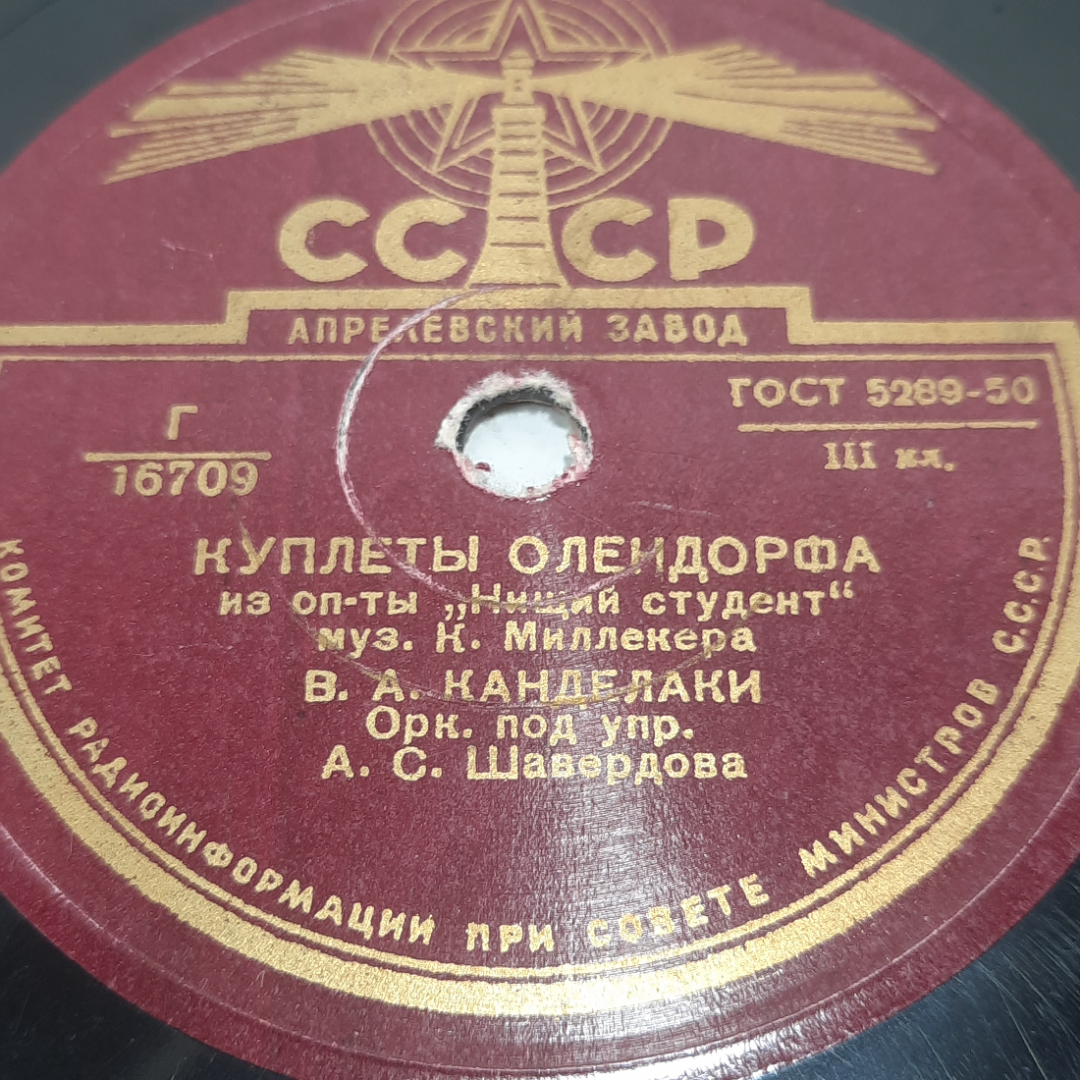 СССР
АПРЕЛЕВСКИЙ ЗАВОД
ГОСТ 5289-50
III кл.
Г
16709
КУПЛЕТЫ ОЛЕНДОРФА
из оп-ты „Нищий студент“
муз. К. Миллекера
В. А. КАНДЕЛАКИ
Орк. под упр.
А. С. Шавердова
КОМИТЕТ РАДИОИНФОРМАЦИИ ПРИ СОВЕТЕ МИНИСТРОВ С.С.С.Р.